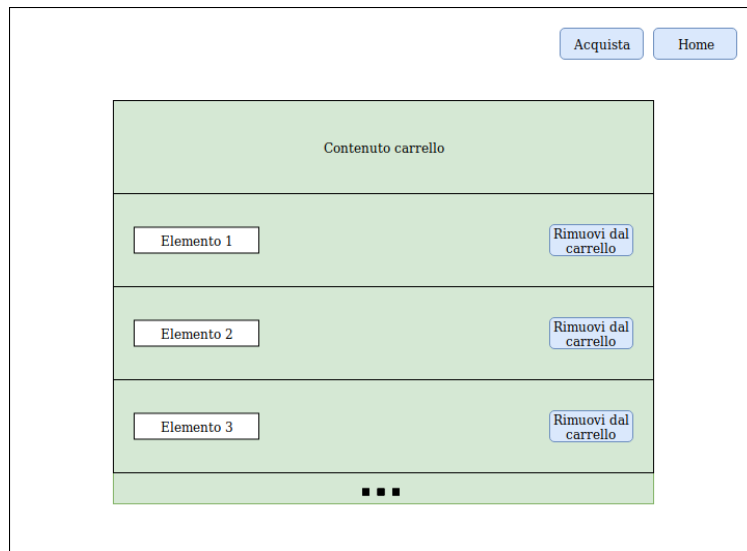 Acquista
Home
Contenuto carrello
Elemento 1
Rimuovi dal
carrello
Elemento 2
Rimuovi dal
carrello
Elemento 3
Rimuovi dal
carrello